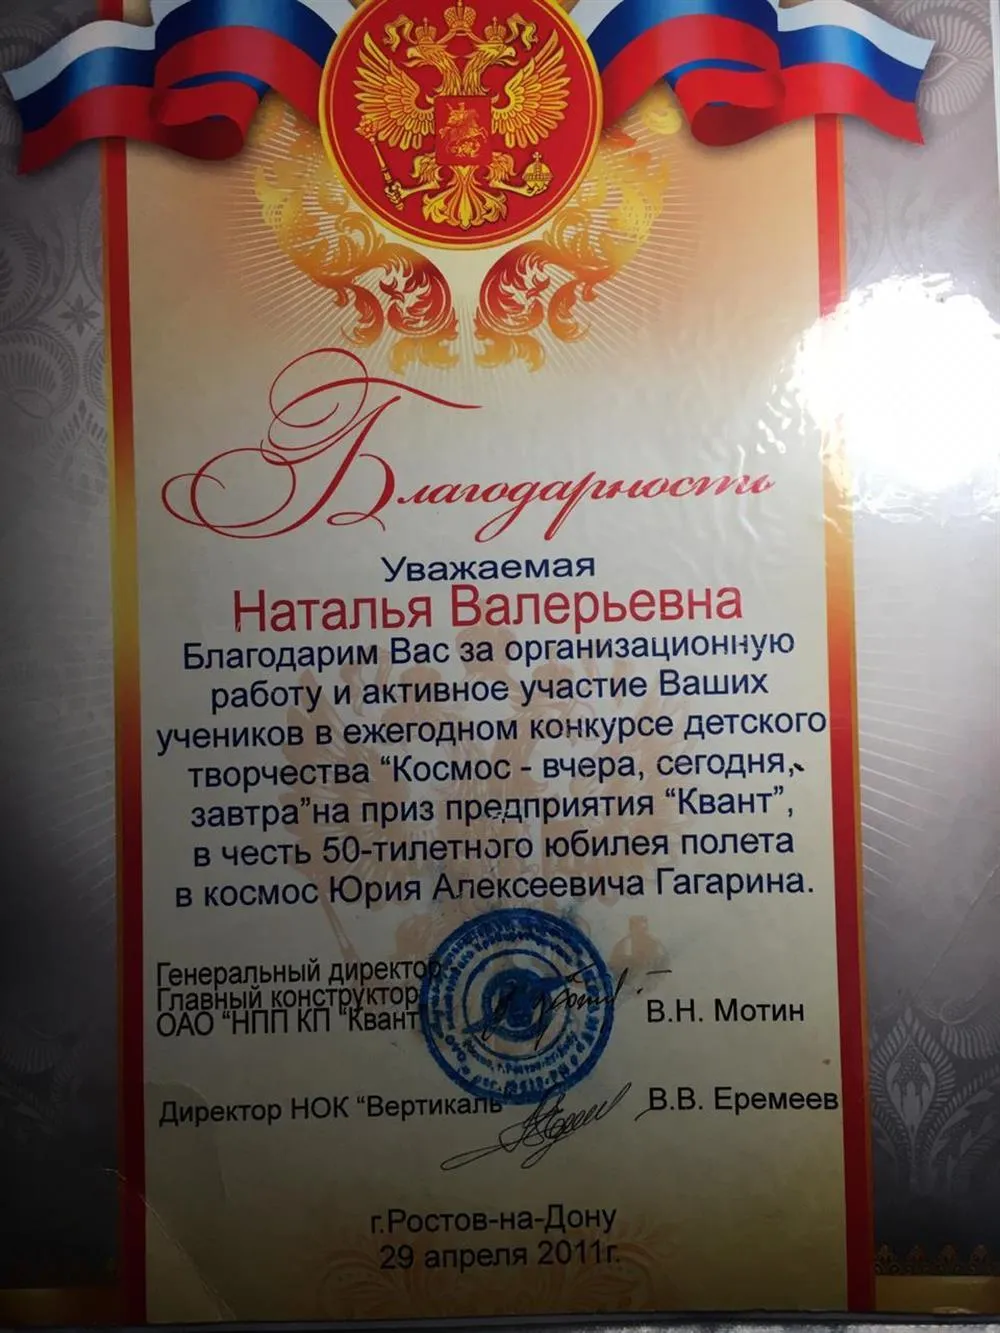 Благодарность
Уважаемая
Наталья Валерьевна
Благодарим Вас за организационную
работу и активное участие Ваших
учеников в ежегодном конкурсе детского
творчества “Космос - вчера, сегодня,
завтра”на приз предприятия “Квант”,
в честь 50-тилетного юбилея полета
в космос Юрия Алексеевича Гагарина.
Генеральный директор
Главный конструктор
ОАО “НПП КП “Квант”
В.Н. Мотин
Директор НОК “Вертикаль
В.В. Еремеев
г.Ростов-на-Дону
29 апреля 2011г.